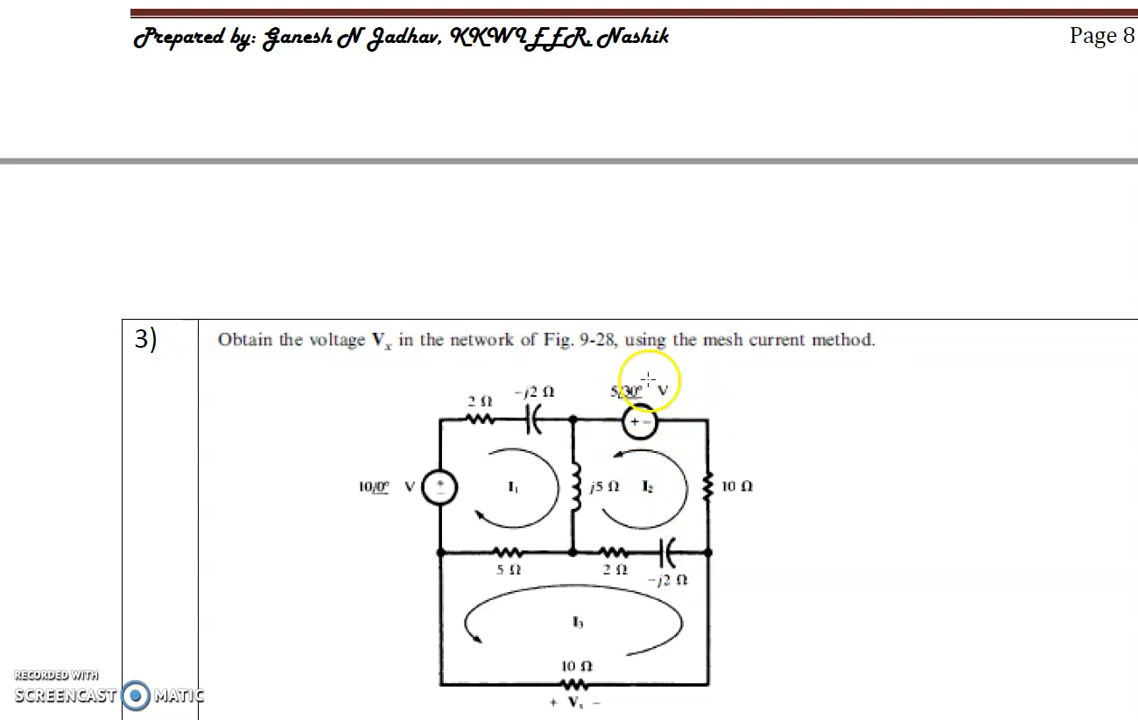 Prepared by: Ganesh N Jadhav, KKWIEER, Nashik Page 8
3) Obtain the voltage Vx in the network of Fig. 9-28, using the mesh current method.
2 Ω -j2 Ω 5∠30° V
10∠0° V I1 j5 Ω I2 10 Ω
5 Ω 2 Ω -j2 Ω
I3
10 Ω
+ Vx -
RECORDED WITH
SCREENCAST MATIC